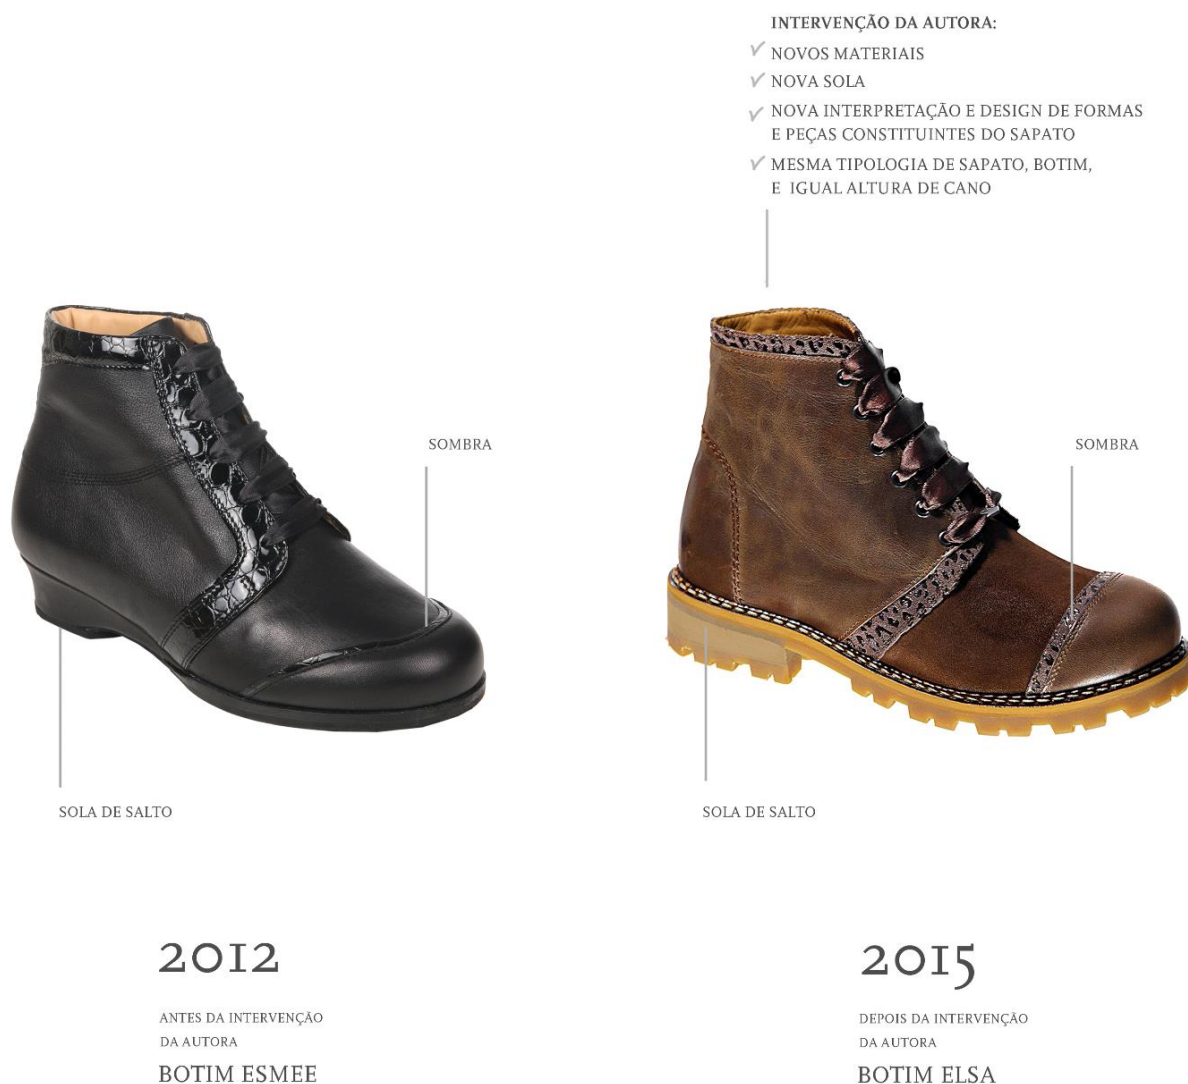 INTERVENÇÃO DA AUTORA:
NOVOS MATERIAIS
NOVA SOLA
NOVA INTERPRETAÇÃO E DESIGN DE FORMAS
E PEÇAS CONSTITUINTES DO SAPATO
MESMA TIPOLOGIA DE SAPATO, BOTIM,
E IGUAL ALTURA DE CANO
SOMBRA
SOMBRA
SOLA DE SALTO
SOLA DE SALTO
2012
ANTES DA INTERVENÇÃO
DA AUTORA
BOTIM ESMEE
2015
DEPOIS DA INTERVENÇÃO
DA AUTORA
BOTIM ELSA